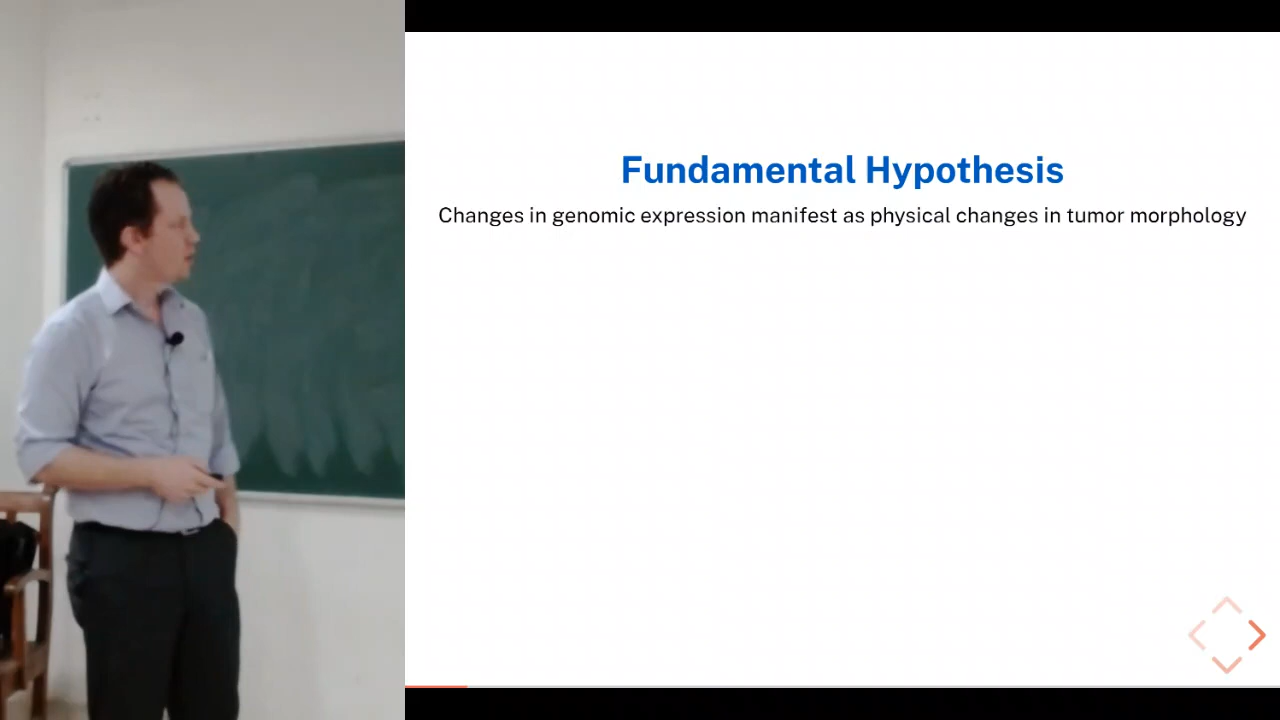 Fundamental Hypothesis
Changes in genomic expression manifest as physical changes in tumor morphology